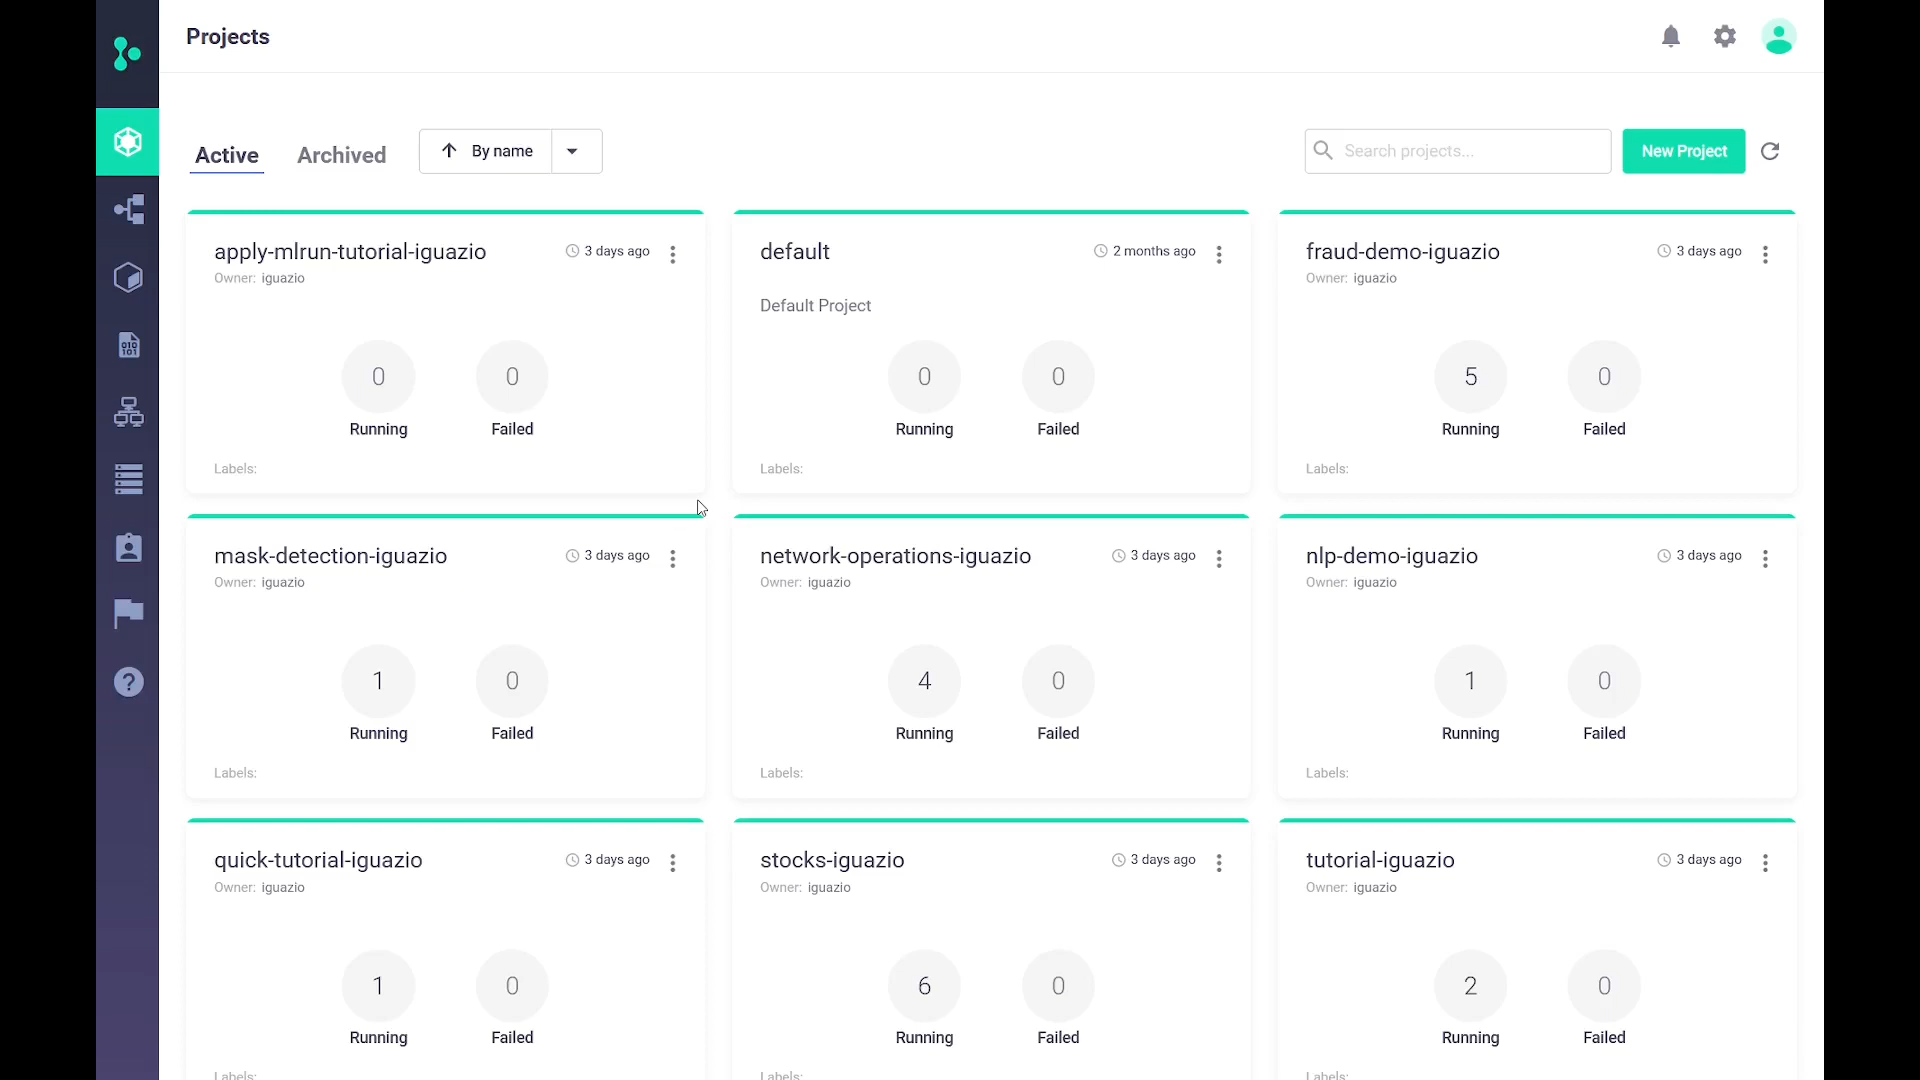 Projects
Active
Archived
By name
Search projects...
New Project
apply-mlrun-tutorial-iguazio
3 days ago
Owner: iguazio
0
0
Running
Failed
Labels:
default
2 months ago
Default Project
0
0
Running
Failed
Labels:
fraud-demo-iguazio
3 days ago
Owner: iguazio
5
0
Running
Failed
Labels:
mask-detection-iguazio
3 days ago
Owner: iguazio
1
0
Running
Failed
Labels:
network-operations-iguazio
3 days ago
Owner: iguazio
4
0
Running
Failed
Labels:
nlp-demo-iguazio
3 days ago
Owner: iguazio
1
0
Running
Failed
Labels:
quick-tutorial-iguazio
3 days ago
Owner: iguazio
1
0
Running
Failed
Labels:
stocks-iguazio
3 days ago
Owner: iguazio
6
0
Running
Failed
Labels:
tutorial-iguazio
3 days ago
Owner: iguazio
2
0
Running
Failed
Labels: